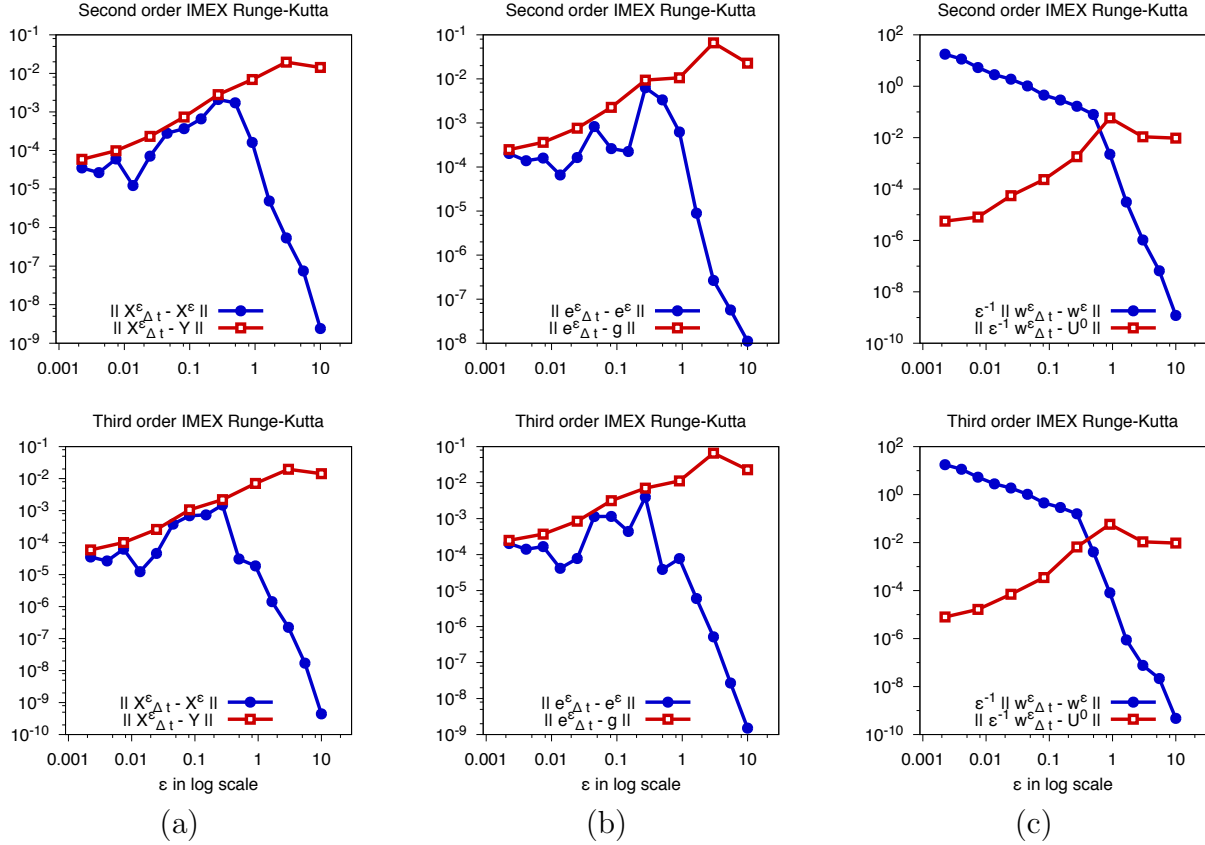 Second order IMEX Runge-Kutta
10^-1
10^-2
10^-3
10^-4
10^-5
10^-6
10^-7
10^-8
10^-9
|| X^ε_Δt - X^ε ||
|| X^ε_Δt - Y ||
0.001 0.01 0.1 1 10
Second order IMEX Runge-Kutta
10^-1
10^-2
10^-3
10^-4
10^-5
10^-6
10^-7
10^-8
|| e^ε_Δt - e^ε ||
|| e^ε_Δt - g ||
0.001 0.01 0.1 1 10
Second order IMEX Runge-Kutta
10^2
10^0
10^-2
10^-4
10^-6
10^-8
10^-10
ε^-1 || w^ε_Δt - w^ε ||
|| ε^-1 w^ε_Δt - U^0 ||
0.001 0.01 0.1 1 10
Third order IMEX Runge-Kutta
10^-1
10^-2
10^-3
10^-4
10^-5
10^-6
10^-7
10^-8
10^-9
10^-10
|| X^ε_Δt - X^ε ||
|| X^ε_Δt - Y ||
0.001 0.01 0.1 1 10
ε in log scale
(a)
Third order IMEX Runge-Kutta
10^-1
10^-2
10^-3
10^-4
10^-5
10^-6
10^-7
10^-8
10^-9
|| e^ε_Δt - e^ε ||
|| e^ε_Δt - g ||
0.001 0.01 0.1 1 10
ε in log scale
(b)
Third order IMEX Runge-Kutta
10^2
10^0
10^-2
10^-4
10^-6
10^-8
10^-10
ε^-1 || w^ε_Δt - w^ε ||
|| ε^-1 w^ε_Δt - U^0 ||
0.001 0.01 0.1 1 10
ε in log scale
(c)